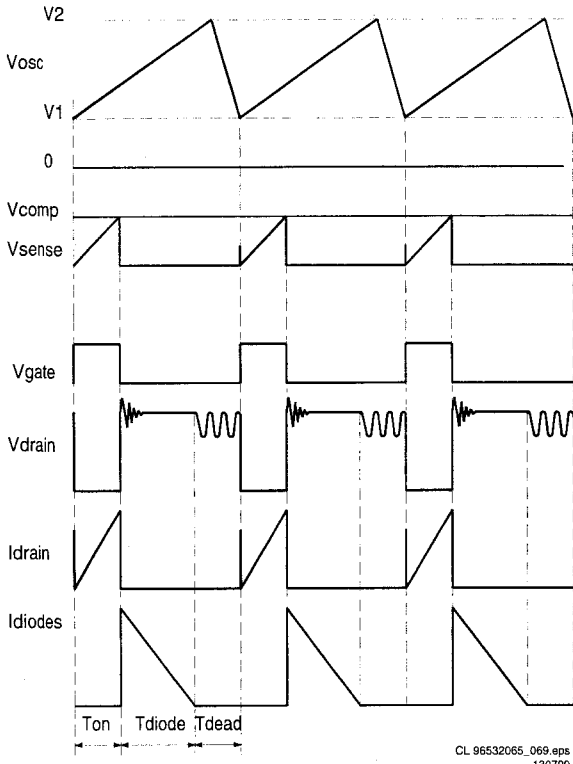 V2
Vosc
V1
0
Vcomp
Vsense
Vgate
Vdrain
Idrain
Idiodes
Ton Tdiode Tdead
CL 96532065_069.eps